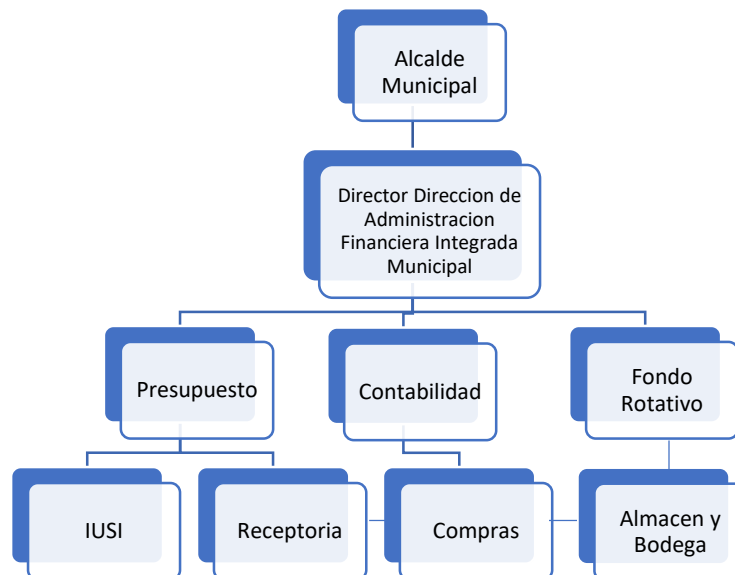 Alcalde
Municipal
Director Direccion de
Administracion
Financiera Integrada
Municipal
Presupuesto
Contabilidad
Fondo
Rotativo
IUSI
Receptoria
Compras
Almacen y
Bodega